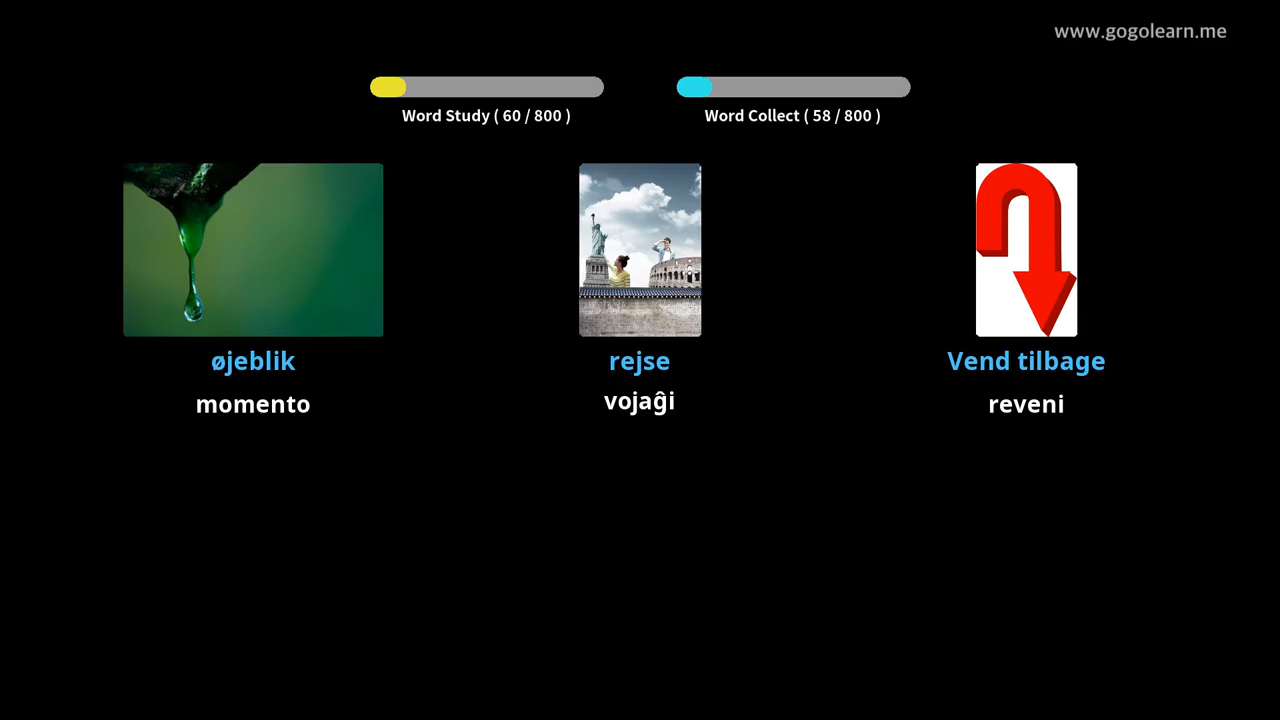 www.gogolearn.me
Word Study ( 60 / 800 )
Word Collect ( 58 / 800 )
øjeblik
momento
rejse
vojaĝi
Vend tilbage
reveni